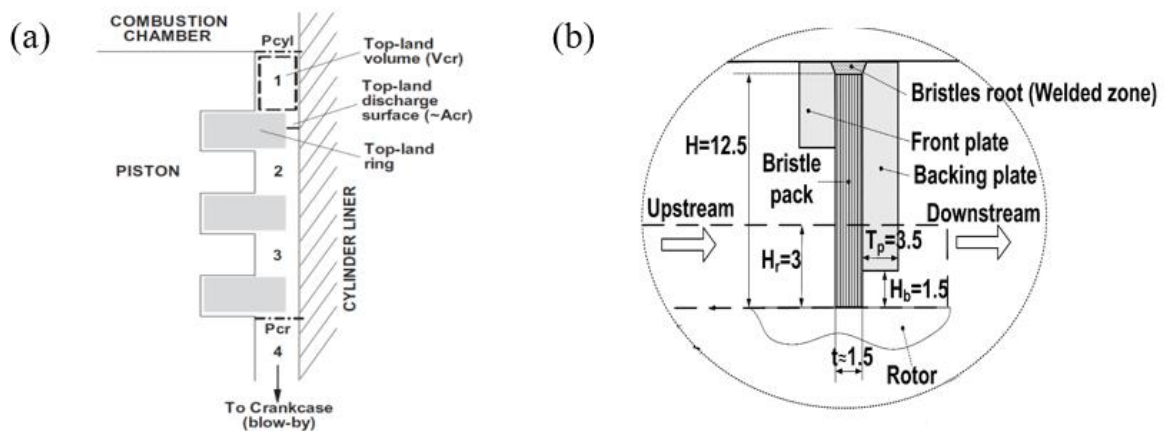 (a)
COMBUSTION
CHAMBER
Pcyl
1
Top-land
volume (Vcr)
Top-land
discharge
surface (~Acr)
Top-land
ring
PISTON
2
3
CYLINDER LINER
Pcr
4
To Crankcase
(blow-by)
(b)
Bristles root (Welded zone)
H=12.5
Front plate
Bristle
pack
Backing plate
Upstream
Downstream
Tp=3.5
Hr=3
Hb=1.5
t≈1.5
Rotor